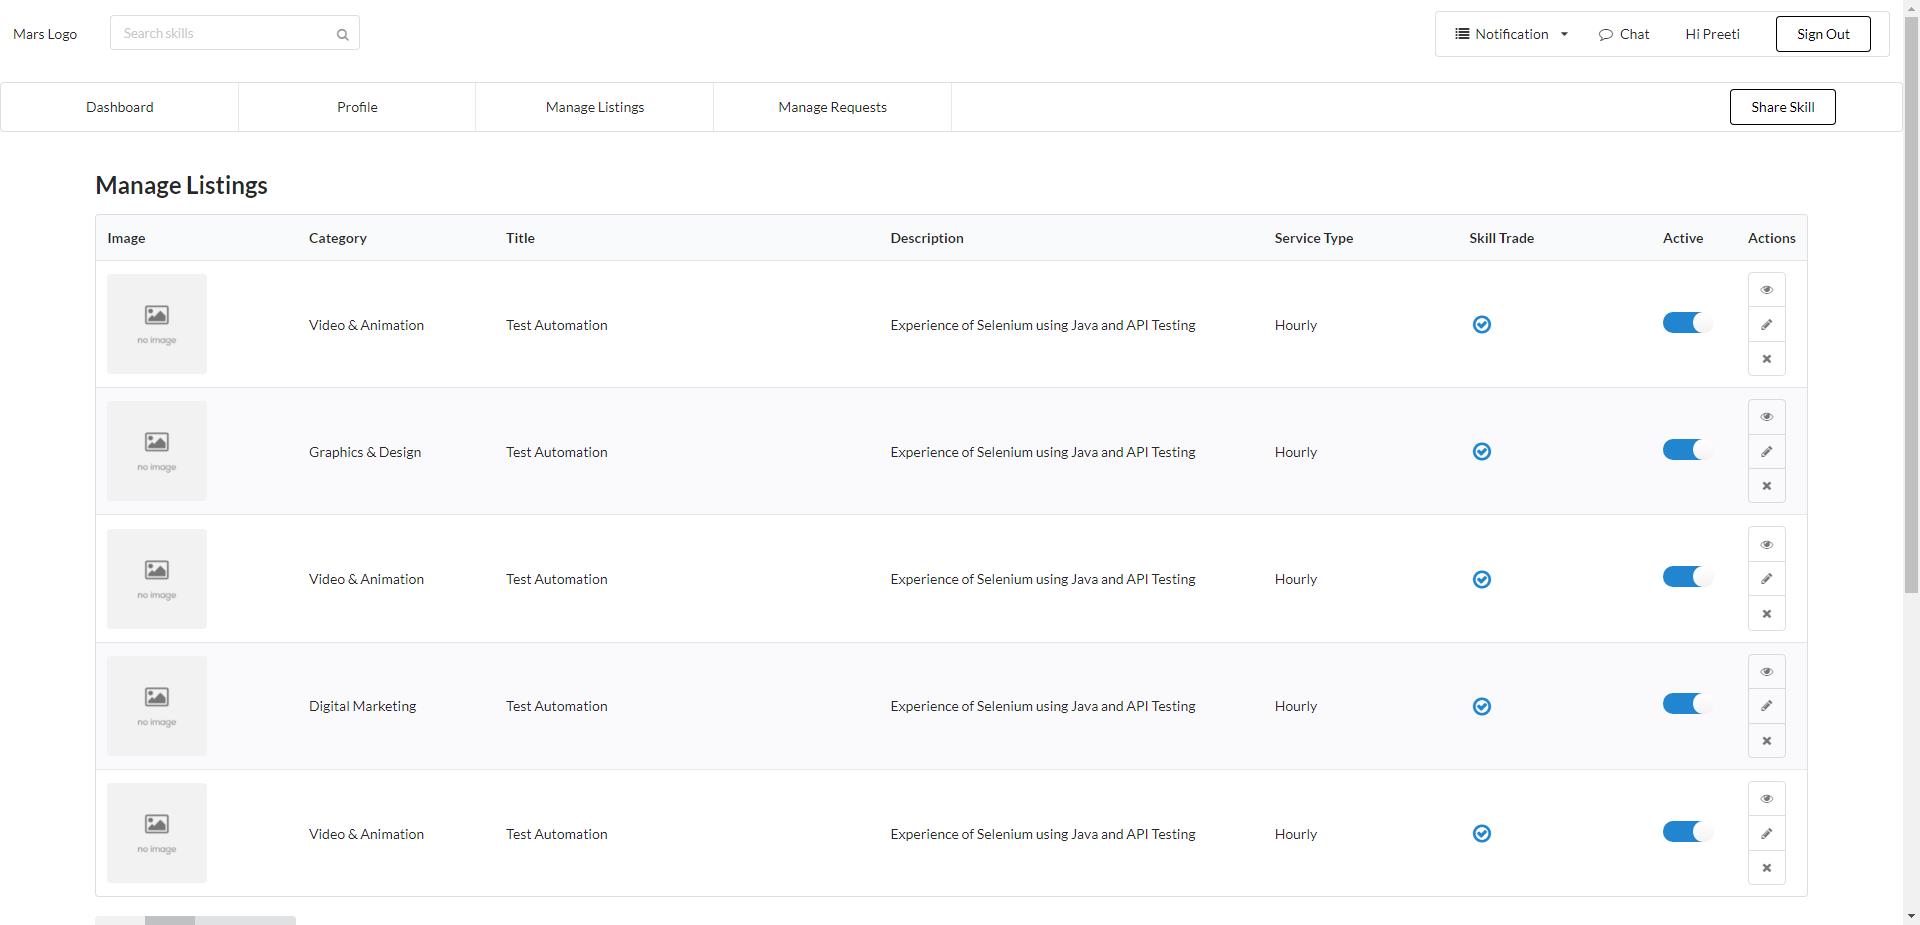 Mars Logo
Search skills
Notification
Chat
Hi Preeti
Sign Out
Dashboard
Profile
Manage Listings
Manage Requests
Share Skill
Manage Listings
Image Category Title Description Service Type Skill Trade Active Actions
no image
Video & Animation Test Automation Experience of Selenium using Java and API Testing Hourly
no image
Graphics & Design Test Automation Experience of Selenium using Java and API Testing Hourly
no image
Video & Animation Test Automation Experience of Selenium using Java and API Testing Hourly
no image
Digital Marketing Test Automation Experience of Selenium using Java and API Testing Hourly
no image
Video & Animation Test Automation Experience of Selenium using Java and API Testing Hourly